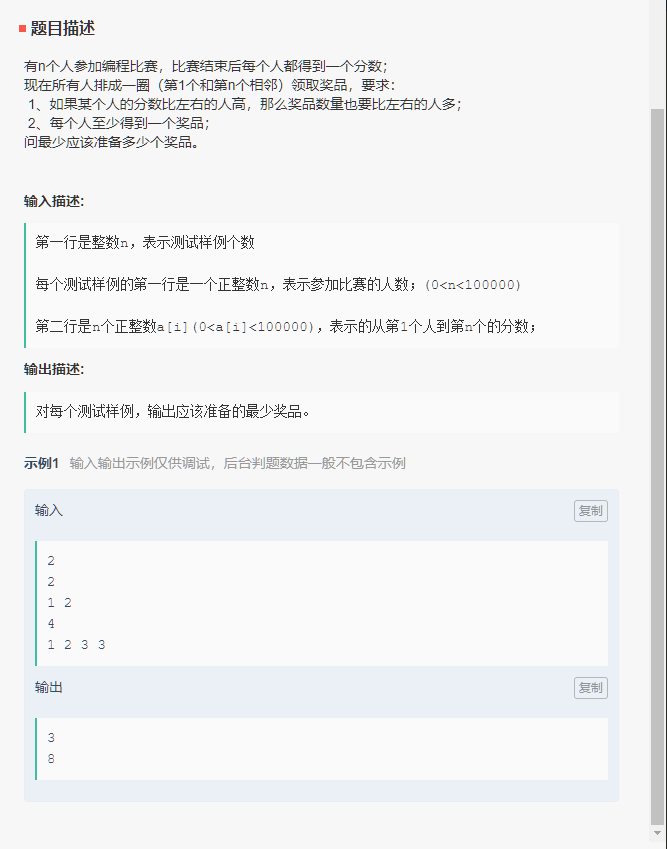 题目描述
有n个人参加编程比赛，比赛结束后每个人都得到一个分数；
现在所有人排成一圈（第1个和第n个相邻）领取奖品，要求：
1、如果某个人的分数比左右的人高，那么奖品数量也要比左右的人多；
2、每个人至少得到一个奖品；
问最少应该准备多少个奖品。
输入描述:
第一行是整数n，表示测试样例个数
每个测试样例的第一行是一个正整数n，表示参加比赛的人数；(0<n<100000)
第二行是n个正整数a[i](0<a[i]<100000)，表示的从第1个人到第n个的分数；
输出描述:
对每个测试样例，输出应该准备的最少奖品。
示例1 输入输出示例仅供调试，后台判题数据一般不包含示例
输入 复制
2
2
1 2
4
1 2 3 3
输出 复制
3
8